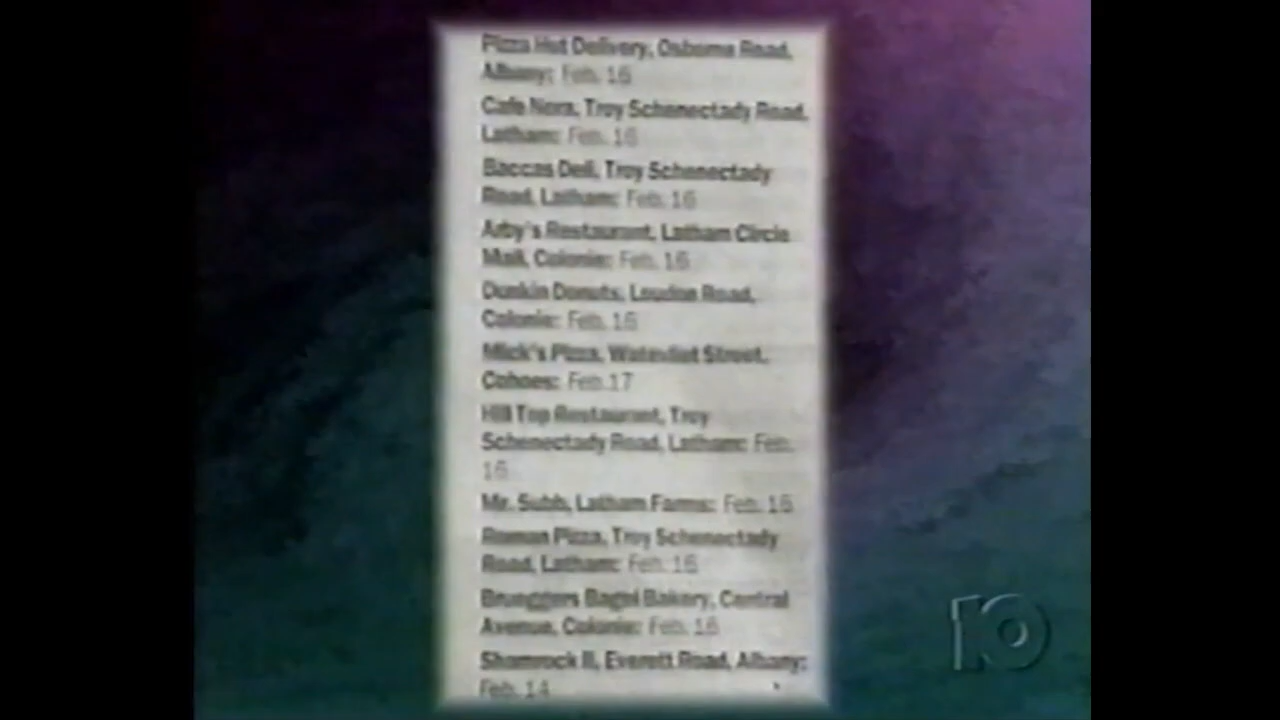 Pizza Hut Delivery, Osborne Road,
Albany: Feb. 16
Cafe Nora, Troy Schenectady Road,
Latham: Feb. 16
Baccas Deli, Troy Schenectady
Road, Latham: Feb. 16
Arby's Restaurant, Latham Circle
Mall, Colonie: Feb. 16
Dunkin Donuts, Loudon Road,
Colonie: Feb. 16
Mick's Pizza, Watervliet Street,
Cohoes: Feb.17
Hill Top Restaurant, Troy
Schenectady Road, Latham: Feb.
16
Mr. Subb, Latham Farms: Feb. 16
Roman Pizza, Troy Schenectady
Road, Latham: Feb. 16
Brueggers Bagel Bakery, Central
Avenue, Colonie: Feb. 16
Shamrock II, Everett Road, Albany:
Feb. 14
10